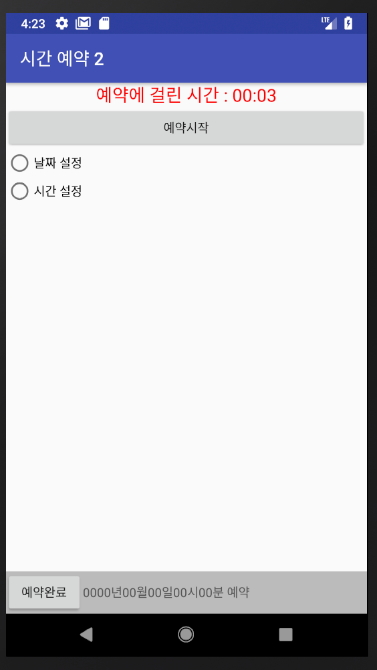 4:23 LTE
시간 예약 2
예약에 걸린 시간 : 00:03
예약시작
날짜 설정
시간 설정
예약완료 0000년00월00일00시00분 예약